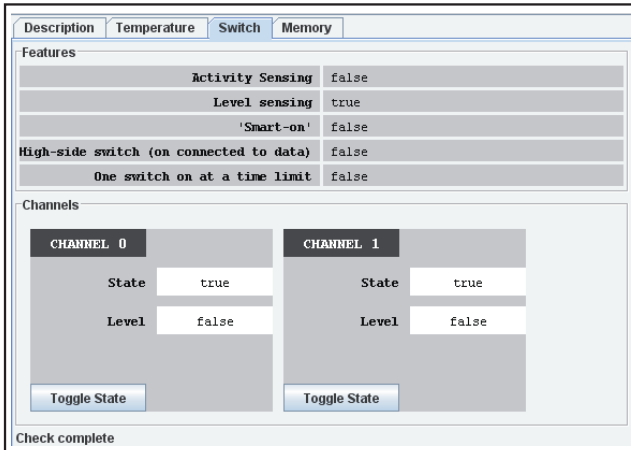 Description Temperature Switch Memory
Features
Activity Sensing false
Level sensing true
'Smart-on' false
High-side switch (on connected to data) false
One switch on at a time limit false
Channels
CHANNEL 0 CHANNEL 1
State true State true
Level false Level false
Toggle State Toggle State
Check complete